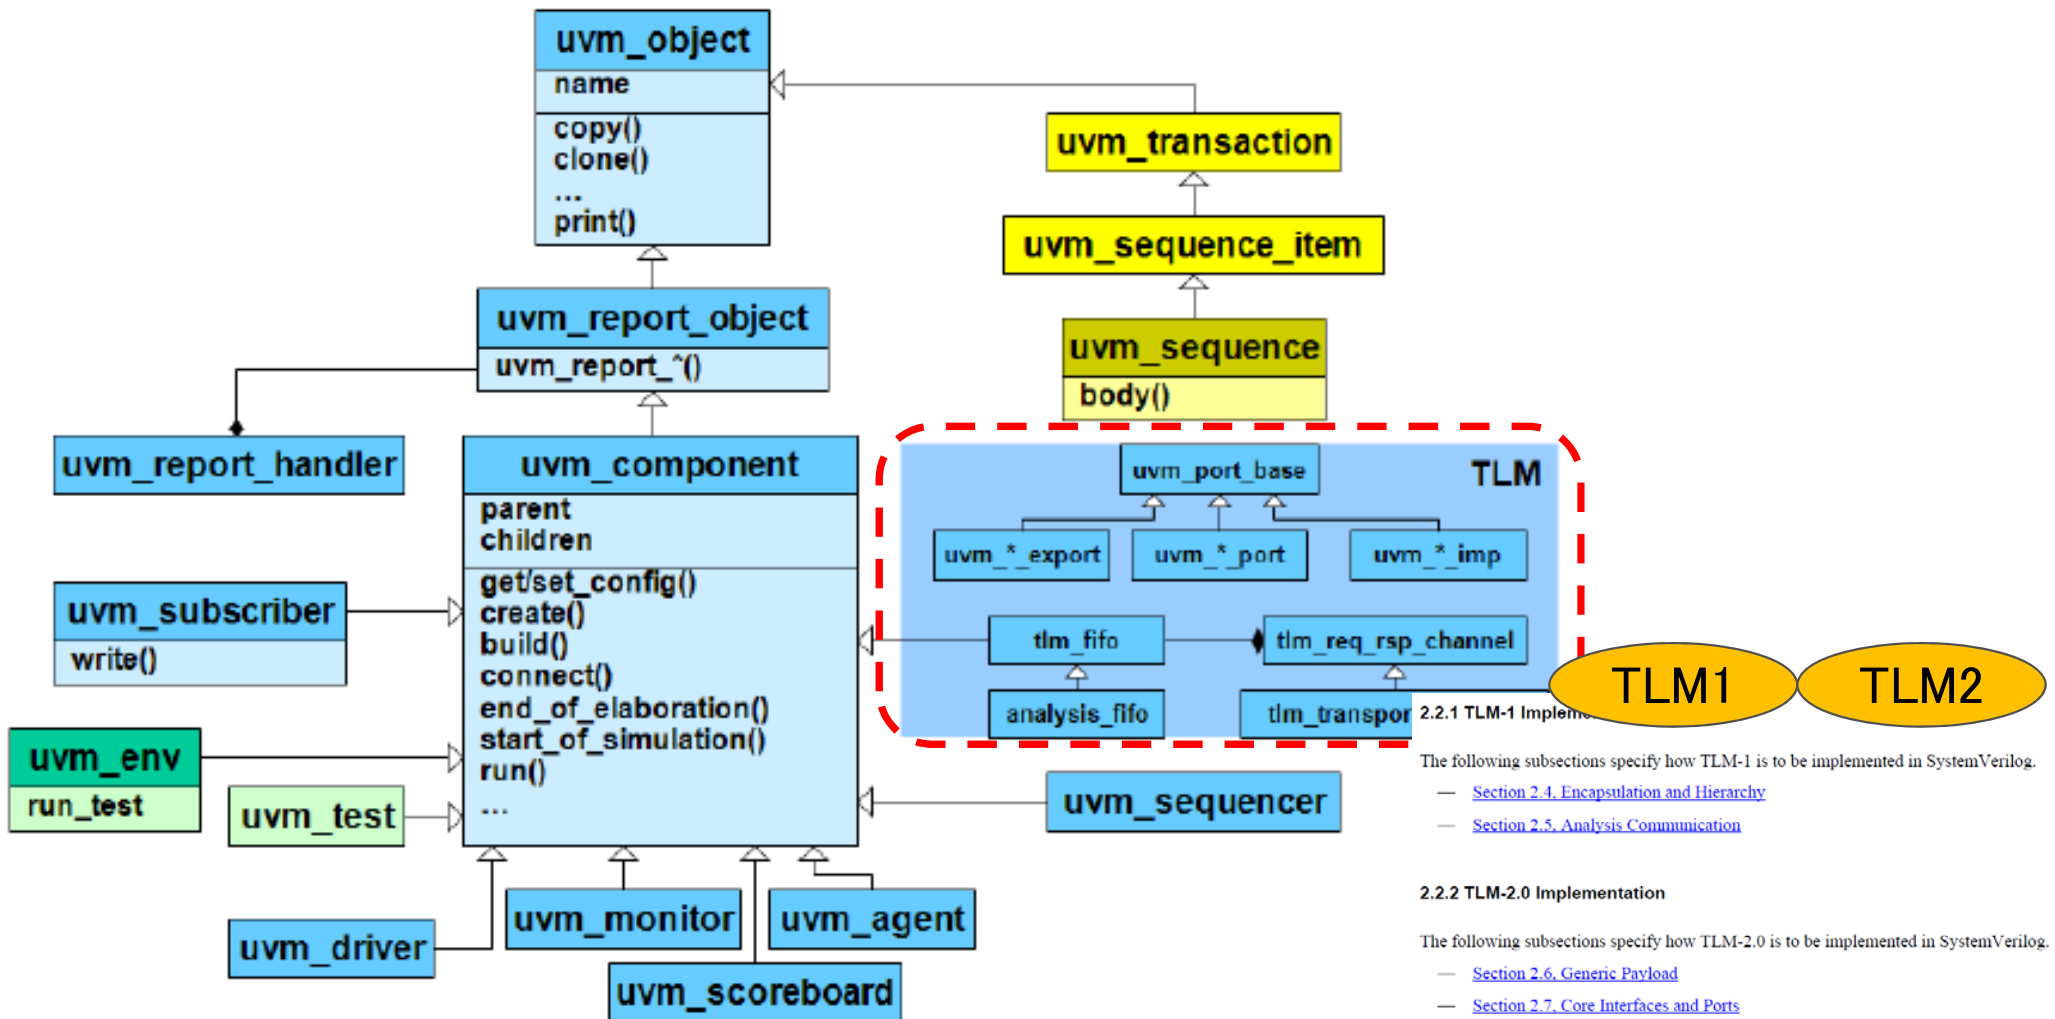 uvm_object
name
copy()
clone()
...
print()
uvm_transaction
uvm_sequence_item
uvm_sequence
body()
uvm_report_object
uvm_report_^()
uvm_report_handler
uvm_component
parent
children
get/set_config()
create()
build()
connect()
end_of_elaboration()
start_of_simulation()
run()
...
uvm_subscriber
write()
uvm_env
run_test
uvm_test
uvm_driver
uvm_monitor
uvm_scoreboard
uvm_agent
uvm_sequencer
TLM
uvm_port_base
uvm_*_export
uvm_*_port
uvm_*_imp
tlm_fifo
tlm_req_rsp_channel
analysis_fifo
tlm_transpor
TLM1
TLM2
2.2.1 TLM-1 Implem
The following subsections specify how TLM-1 is to be implemented in SystemVerilog.
— Section 2.4, Encapsulation and Hierarchy
— Section 2.5, Analysis Communication
2.2.2 TLM-2.0 Implementation
The following subsections specify how TLM-2.0 is to be implemented in SystemVerilog.
— Section 2.6, Generic Payload
— Section 2.7, Core Interfaces and Ports